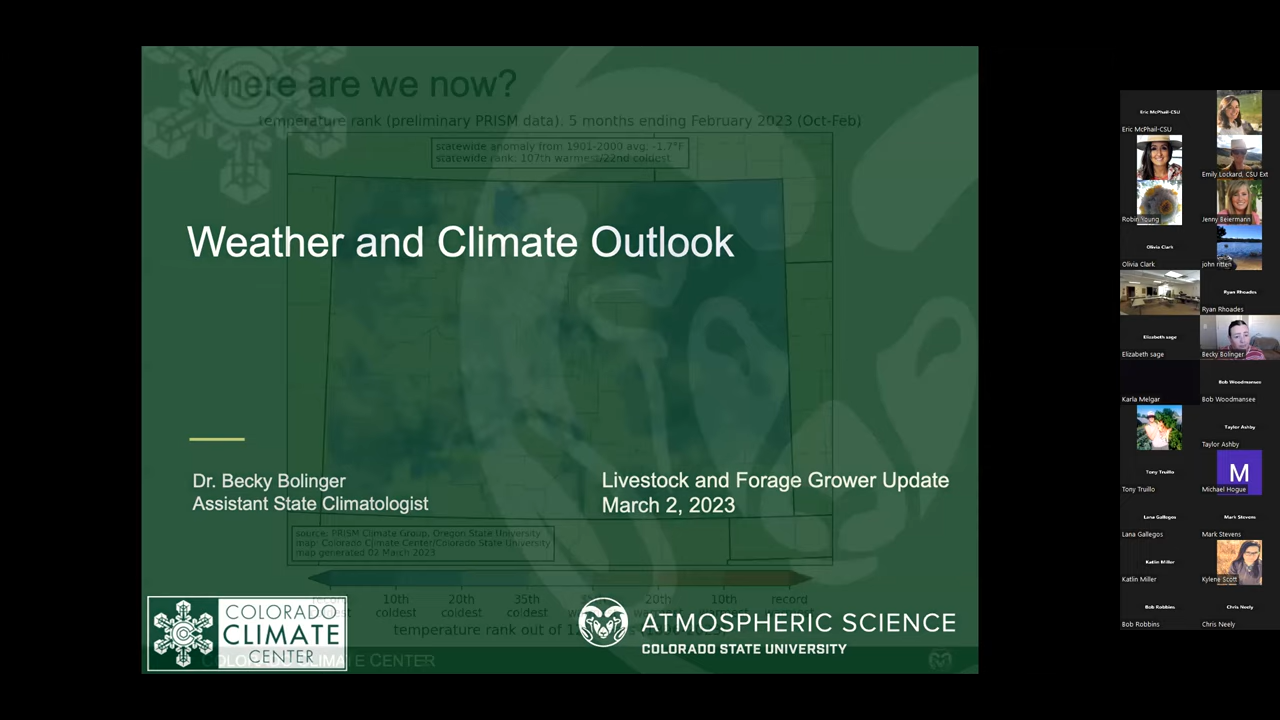 Where are we now?
temperature rank (preliminary PRISM data). 5 months ending February 2023 (Oct-Feb)
statewide anomaly from 1901-2000 avg: -1.7°F
statewide rank: 107th warmest/22nd coldest
Weather and Climate Outlook
Dr. Becky Bolinger
Assistant State Climatologist
Livestock and Forage Grower Update
March 2, 2023
source: PRISM Climate Group, Oregon State University
map: Colorado Climate Center/Colorado State University
map generated 02 March 2023
10th
coldest
20th
coldest
35th
coldest
20th
10th
record
temperature rank out of
COLORADO
CLIMATE
CENTER
ATMOSPHERIC SCIENCE
COLORADO STATE UNIVERSITY
COLORADO CLIMATE CENTER
Eric McPhail-CSU
Eric McPhail-CSU
Emily Lockard, CSU Ext
Robin Young
Jenny Beiermann
Olivia Clark
Olivia Clark
john ritten
Ryan Rhoades
Ryan Rhoades
Elizabeth sage
Elizabeth sage
Becky Bolinger
Karla Melgar
Bob Woodmansee
Bob Woodmansee
Taylor Ashby
Taylor Ashby
Tony Truillo
Tony Truillo
M
Michael Hogue
Lana Gallegos
Lana Gallegos
Mark Stevens
Mark Stevens
Katlin Miller
Katlin Miller
Kylene Scott
Bob Robbins
Bob Robbins
Chris Neely
Chris Neely